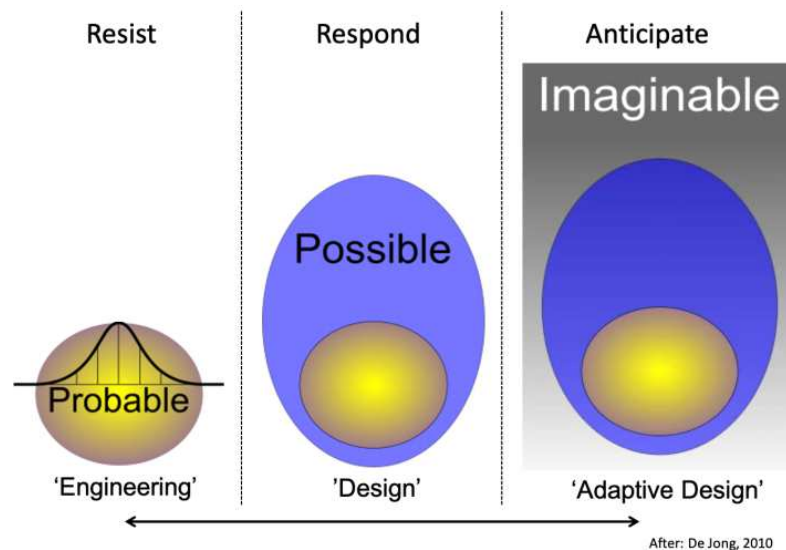 Resist
Respond
Anticipate
Imaginable
Possible
Probable
‘Engineering’
’Design’
‘Adaptive Design’
After: De Jong, 2010